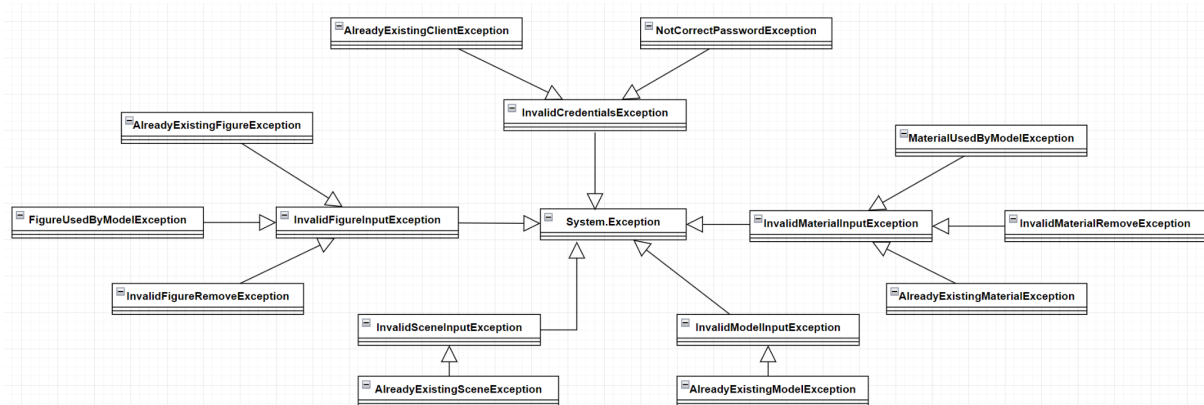 AlreadyExistingClientException
NotCorrectPasswordException
InvalidCredentialsException
AlreadyExistingFigureException
MaterialUsedByModelException
FigureUsedByModelException
InvalidFigureInputException
System.Exception
InvalidMaterialInputException
InvalidMaterialRemoveException
InvalidFigureRemoveException
AlreadyExistingMaterialException
InvalidSceneInputException
InvalidModelInputException
AlreadyExistingSceneException
AlreadyExistingModelException